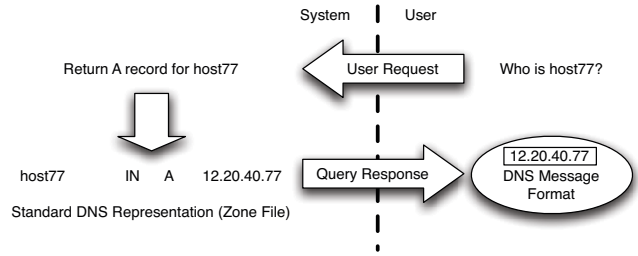 System User
Return A record for host77
User Request
Who is host77?
host77 IN A 12.20.40.77
Query Response
12.20.40.77
DNS Message
Format
Standard DNS Representation (Zone File)